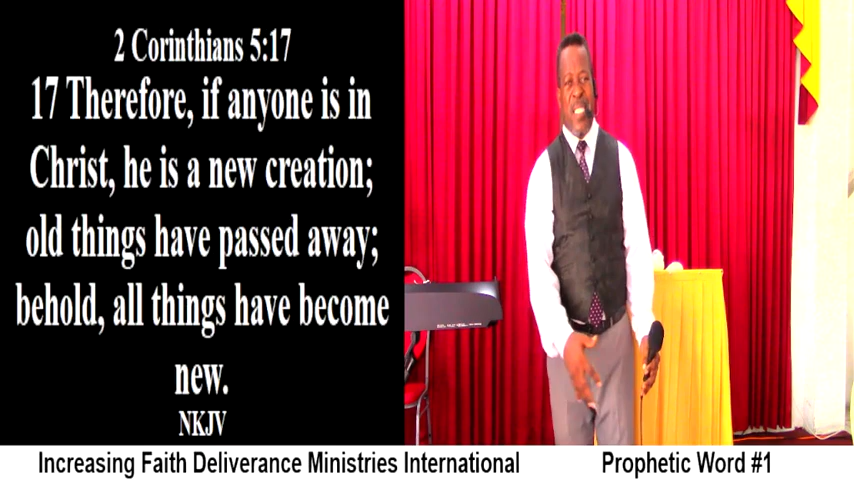 2 Corinthians 5:17
17 Therefore, if anyone is in
Christ, he is a new creation;
old things have passed away;
behold, all things have become
new.
NKJV
Increasing Faith Deliverance Ministries International
Prophetic Word #1